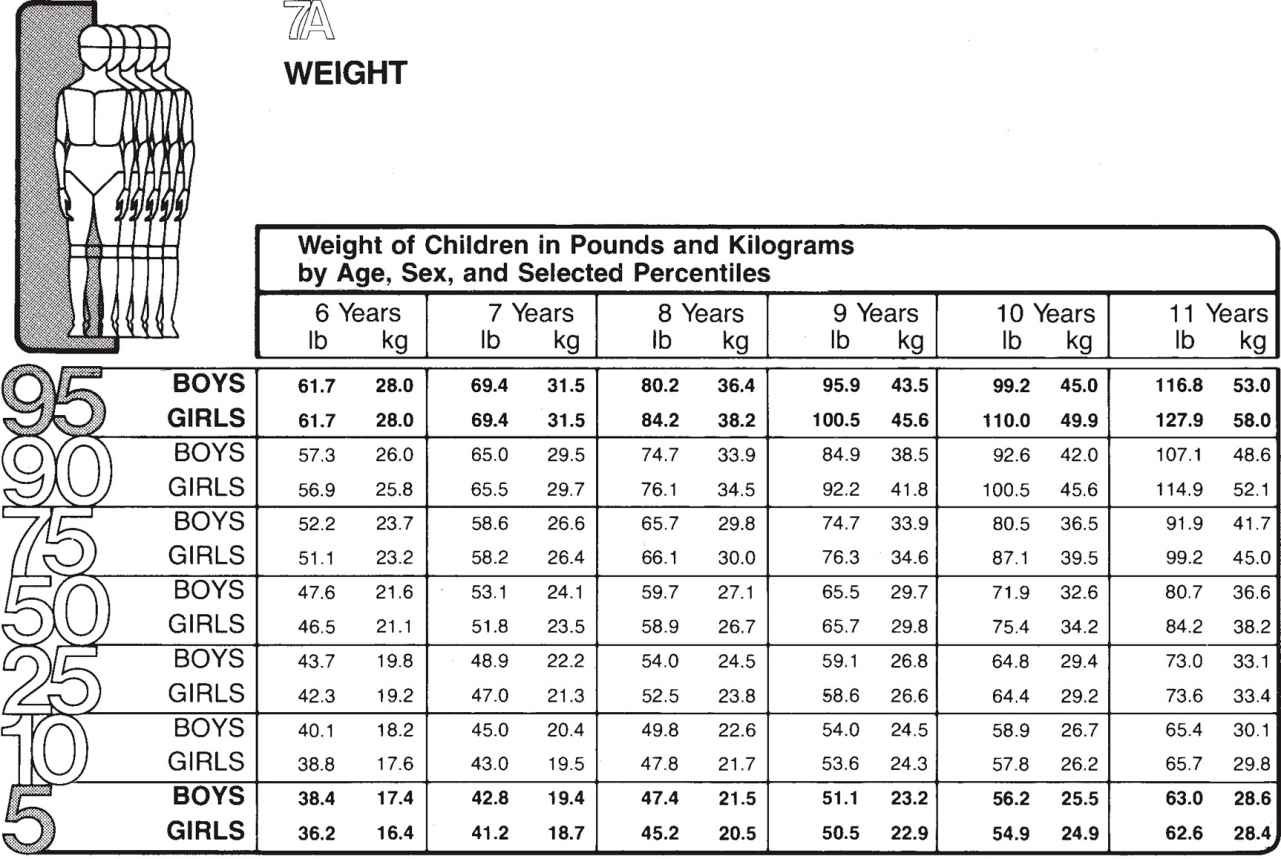 7A
WEIGHT
Weight of Children in Pounds and Kilograms
by Age, Sex, and Selected Percentiles
6 Years 7 Years 8 Years 9 Years 10 Years 11 Years
lb kg lb kg lb kg lb kg lb kg lb kg
95 BOYS 61.7 28.0 69.4 31.5 80.2 36.4 95.9 43.5 99.2 45.0 116.8 53.0
GIRLS 61.7 28.0 69.4 31.5 84.2 38.2 100.5 45.6 110.0 49.9 127.9 58.0
90 BOYS 57.3 26.0 65.0 29.5 74.7 33.9 84.9 38.5 92.6 42.0 107.1 48.6
GIRLS 56.9 25.8 65.5 29.7 76.1 34.5 92.2 41.8 100.5 45.6 114.9 52.1
75 BOYS 52.2 23.7 58.6 26.6 65.7 29.8 74.7 33.9 80.5 36.5 91.9 41.7
GIRLS 51.1 23.2 58.2 26.4 66.1 30.0 76.3 34.6 87.1 39.5 99.2 45.0
50 BOYS 47.6 21.6 53.1 24.1 59.7 27.1 65.5 29.7 71.9 32.6 80.7 36.6
GIRLS 46.5 21.1 51.8 23.5 58.9 26.7 65.7 29.8 75.4 34.2 84.2 38.2
25 BOYS 43.7 19.8 48.9 22.2 54.0 24.5 59.1 26.8 64.8 29.4 73.0 33.1
GIRLS 42.3 19.2 47.0 21.3 52.5 23.8 58.6 26.6 64.4 29.2 73.6 33.4
10 BOYS 40.1 18.2 45.0 20.4 49.8 22.6 54.0 24.5 58.9 26.7 65.4 30.1
GIRLS 38.8 17.6 43.0 19.5 47.8 21.7 53.6 24.3 57.8 26.2 65.7 29.8
5 BOYS 38.4 17.4 42.8 19.4 47.4 21.5 51.1 23.2 56.2 25.5 63.0 28.6
GIRLS 36.2 16.4 41.2 18.7 45.2 20.5 50.5 22.9 54.9 24.9 62.6 28.4